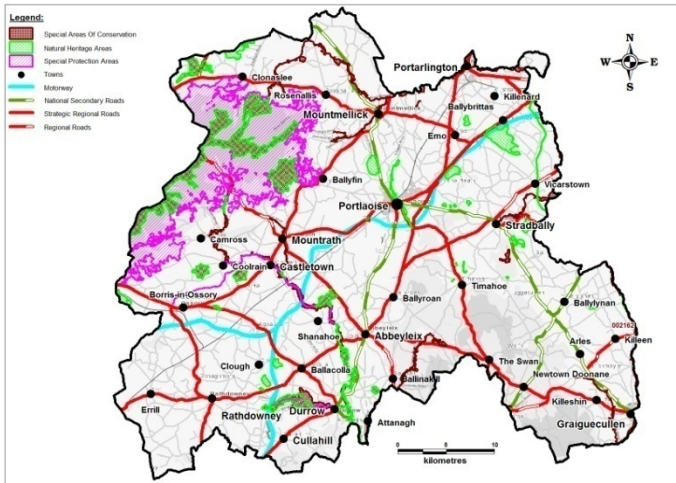 Legend:
Special Areas Of Conservation
Natural Heritage Areas
Special Protection Areas
Towns
Motorway
National Secondary Roads
Strategic Regional Roads
Regional Roads
N
W E
S
Portarlington
Clonaslee
Rosenallis
Killenard
Ballybrittas
Mountmellick
Emo
Ballyfin
Vicarstown
Portlaoise
Stradbally
Camross
Mountrath
Coolrain
Castletown
Timahoe
Borris-in-Ossory
Ballyroan
Ballylynan
Shanahoe
002162
Abbeyleix
Killeen
Arles
Clough
The Swan
Ballacolla
Ballinakil
Newtown Doonane
Errill
Killeshin
Rathdowney
Durrow
Attanagh
Graiguecullen
Cullahill
0 10
kilometres